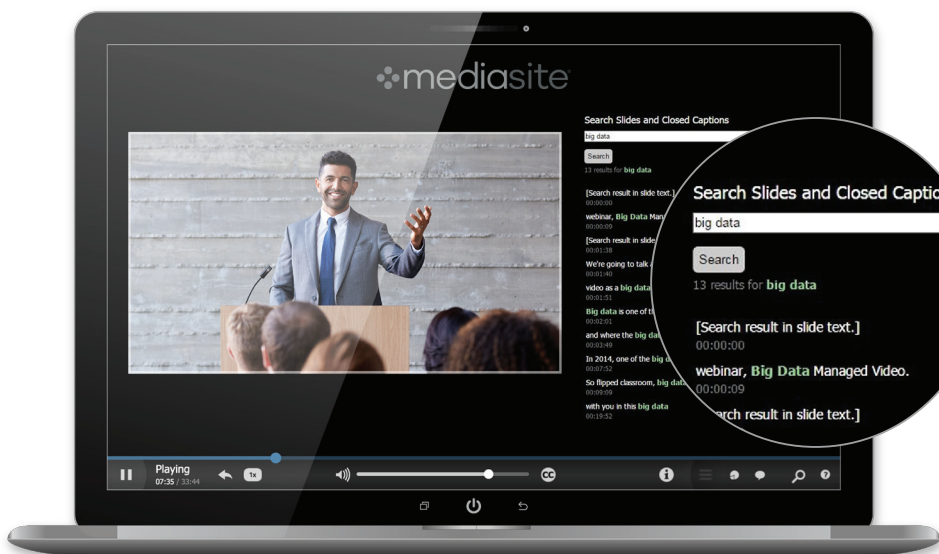 mediasite
Search Slides and Closed Captions
big data
Search
13 results for big data
[Search result in slide text.]
00:00:00
webinar, Big Data Man
00:00:09
[Search result in slide
00:01:38
We're going to talk
00:01:40
video as a big data
00:01:51
Big data is one of t
00:02:01
and where the big da
00:03:49
In 2014, one of the big d
00:07:52
So flipped classroom, big data
00:09:09
with you in this big data
00:19:52
Search Slides and Closed Captio
big data
Search
13 results for big data
[Search result in slide text.]
00:00:00
webinar, Big Data Managed Video.
00:00:09
arch result in slide text.]
Playing
07:35 / 33:44
1x
CC